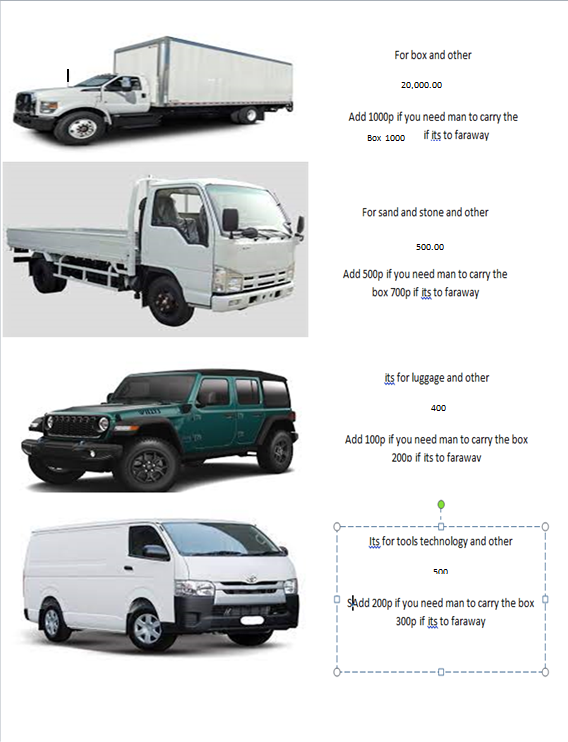 For box and other
20,000.00
Add 1000p if you need man to carry the
Box 1000 if its to faraway
For sand and stone and other
500.00
Add 500p if you need man to carry the
box 700p if its to faraway
its for luggage and other
400
Add 100p if you need man to carry the box
200p if its to faraway
Its for tools technology and other
500
SAdd 200p if you need man to carry the box
300p if its to faraway